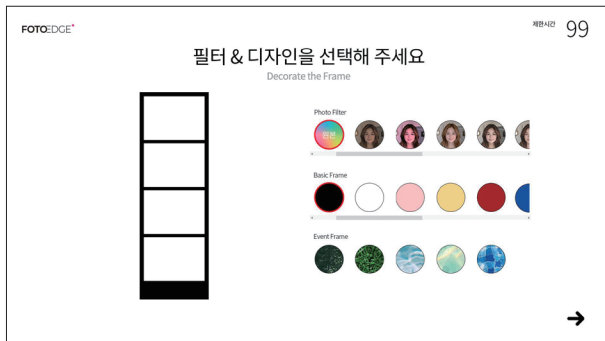 FOTOEDGE
제한시간 99
필터 & 디자인을 선택해 주세요
Decorate the Frame
Photo Filter
Basic Frame
Event Frame